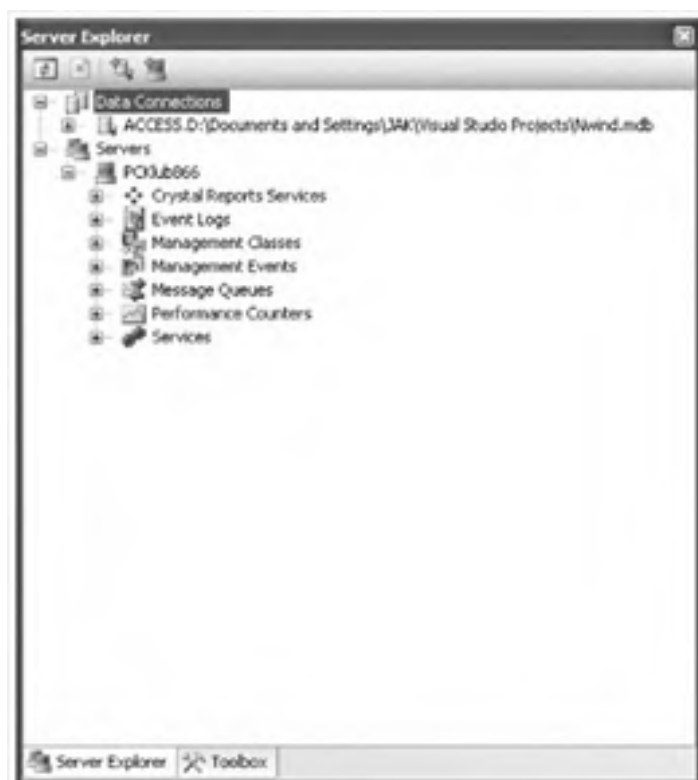 Server Explorer
Data Connections
ACCESS.D:\Documents and Settings\JAK\Visual Studio Projects\Nwind.mdb
Servers
Crystal Reports Services
Event Logs
Management Classes
Management Events
Message Queues
Performance Counters
Services
Server Explorer
Toolbox